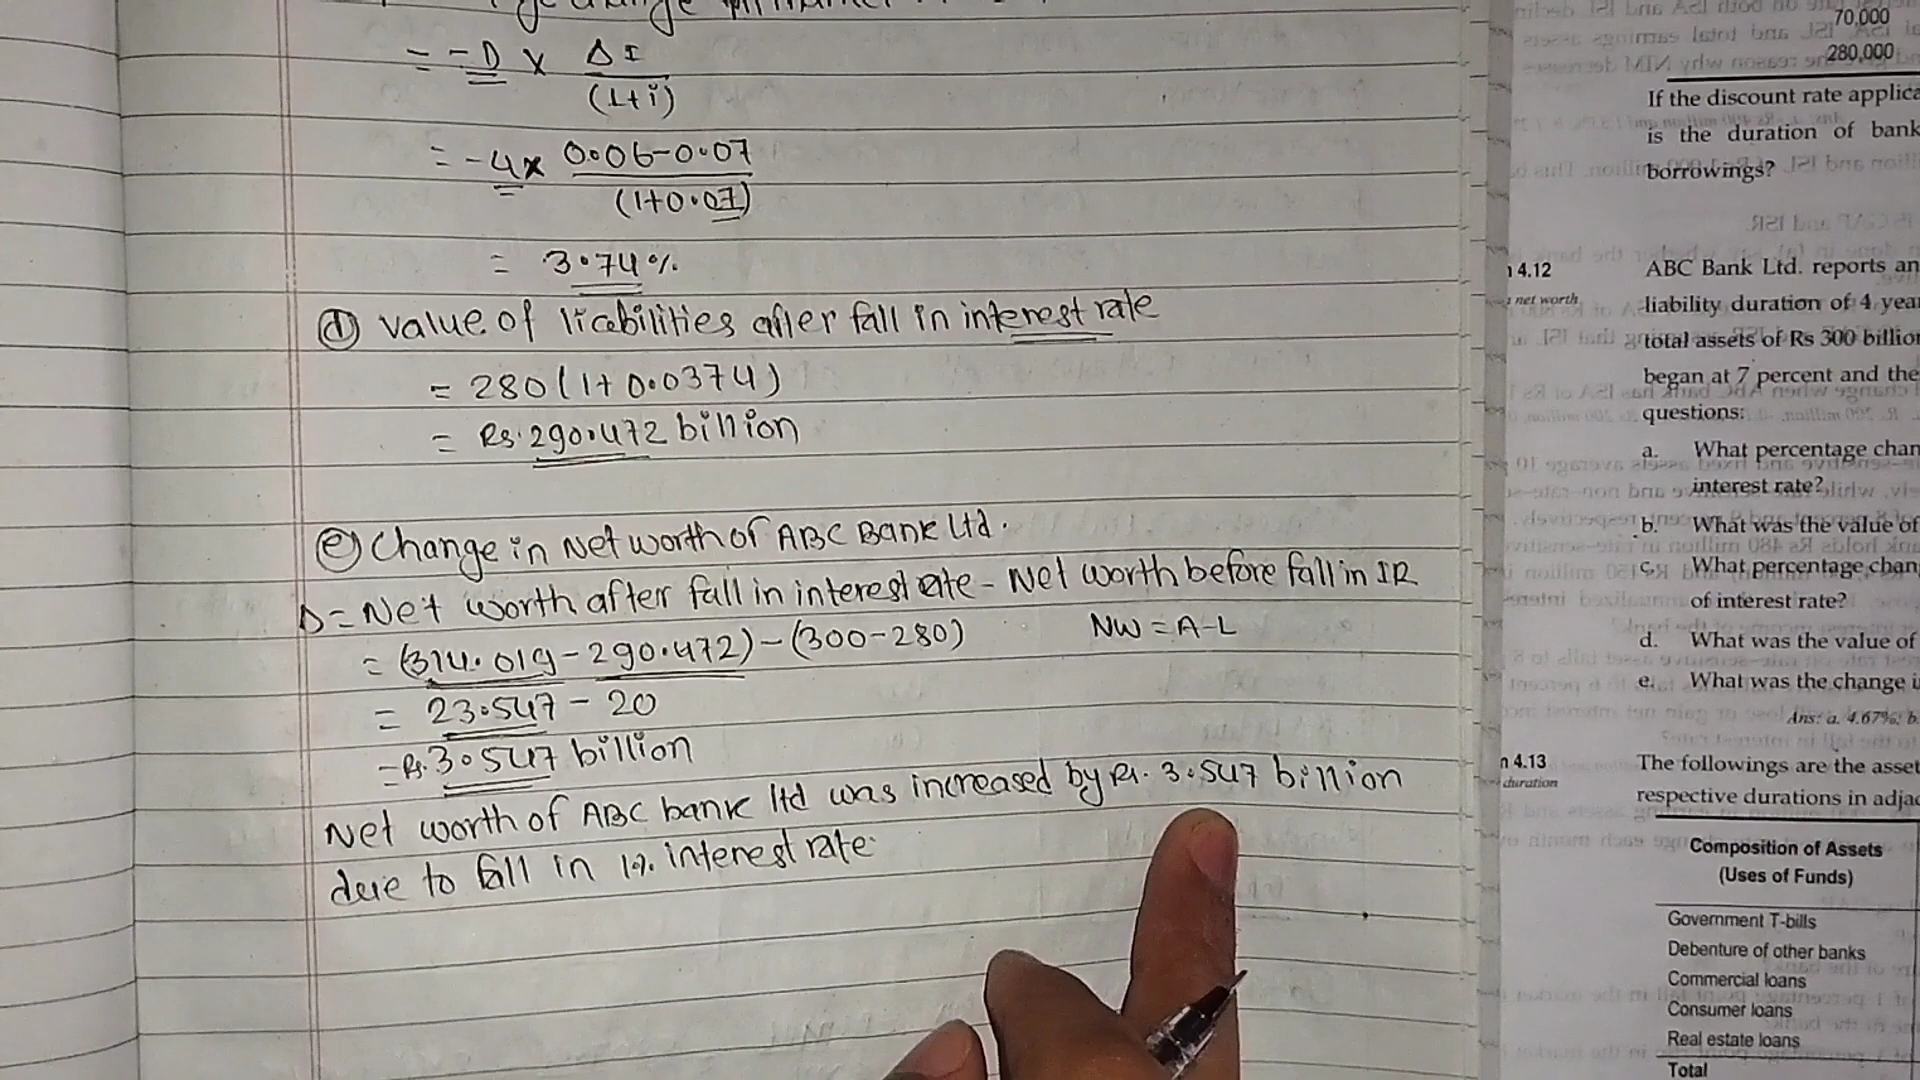 = -D × ΔI
(1+i)
= -4× 0.06-0.07
(1+0.07)
= 3.74%
(d) value of liabilities after fall in interest rate
= 280(1+0.0374)
= Rs.290.472 billion
(e) Change in Net worth of ABC Bank Ltd.
Δ = Net worth after fall in interest rate - Net worth before fall in IR
= (314.019-290.472)-(300-280) NW = A-L
= 23.547 - 20
= Rs.3.547 billion
Net worth of ABC bank ltd was increased by Rs. 3.547 billion
due to fall in 1% interest rate.
70,000
280,000
If the discount rate
is the duration of bank
borrowings?
4.12 ABC Bank Ltd. reports an
net worth liability duration of 4
total assets of Rs 300
began at 7 percent and the
questions:
a. What percentage
interest rate?
b. What was the value of
c. What percentage
of interest rate?
d. What was the value of
e. What was the change
Ans: a. 4.67%; b.
4.13 The followings are the
duration respective durations in
Composition of Assets
(Uses of Funds)
Government T-bills
Debenture of other banks
Commercial loans
Consumer loans
Real estate loans
Total